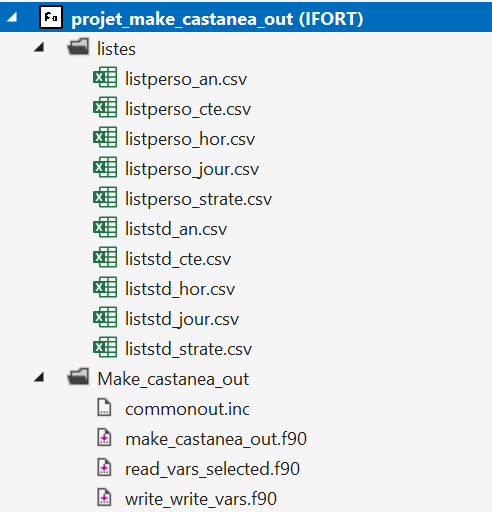 Fa projet_make_castanea_out (IFORT)
listes
listperso_an.csv
listperso_cte.csv
listperso_hor.csv
listperso_jour.csv
listperso_strate.csv
liststd_an.csv
liststd_cte.csv
liststd_hor.csv
liststd_jour.csv
liststd_strate.csv
Make_castanea_out
commonout.inc
make_castanea_out.f90
read_vars_selected.f90
write_write_vars.f90